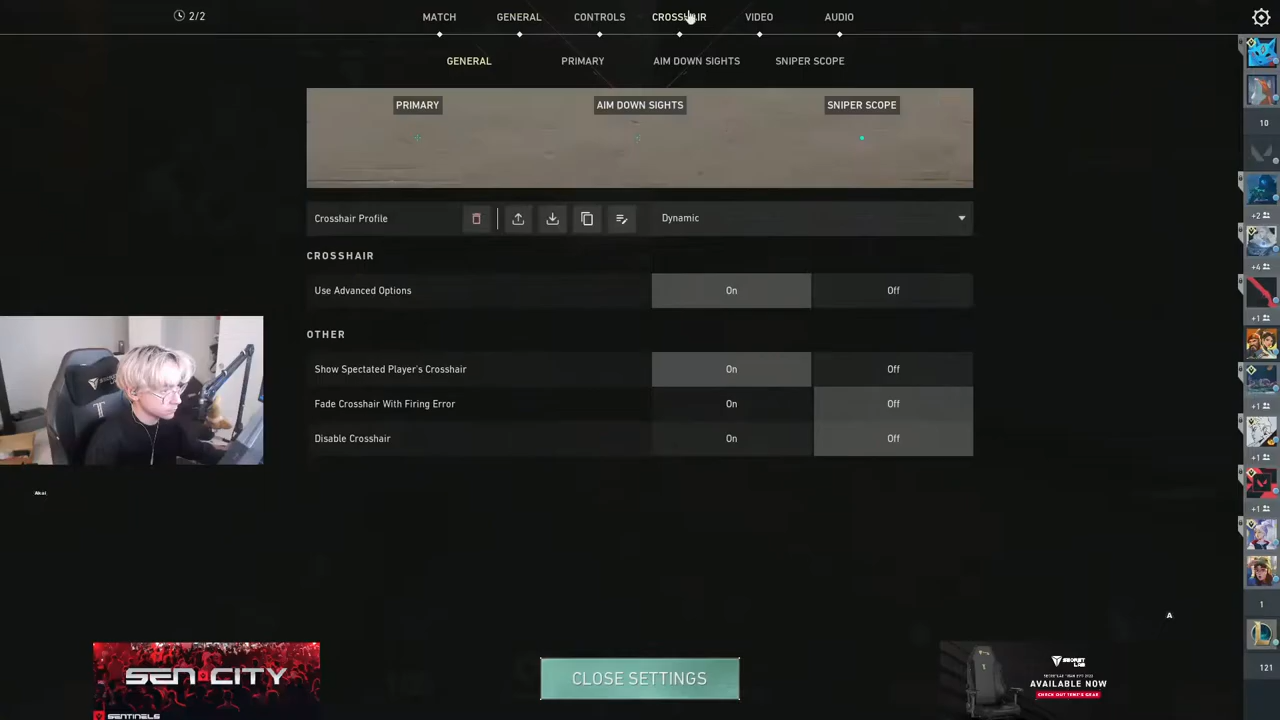 2/2
MATCH
GENERAL
CONTROLS
CROSSHAIR
VIDEO
AUDIO
GENERAL
PRIMARY
AIM DOWN SIGHTS
SNIPER SCOPE
PRIMARY
AIM DOWN SIGHTS
SNIPER SCOPE
Crosshair Profile
Dynamic
CROSSHAIR
Use Advanced Options
On
Off
OTHER
Show Spectated Player's Crosshair
On
Off
Fade Crosshair With Firing Error
On
Off
Disable Crosshair
On
Off
CLOSE SETTINGS
10
+2
+4
+1
+1
+1
+1
1
121
A
SEN CITY
SENTINELS
SECRET LAB
AVAILABLE NOW